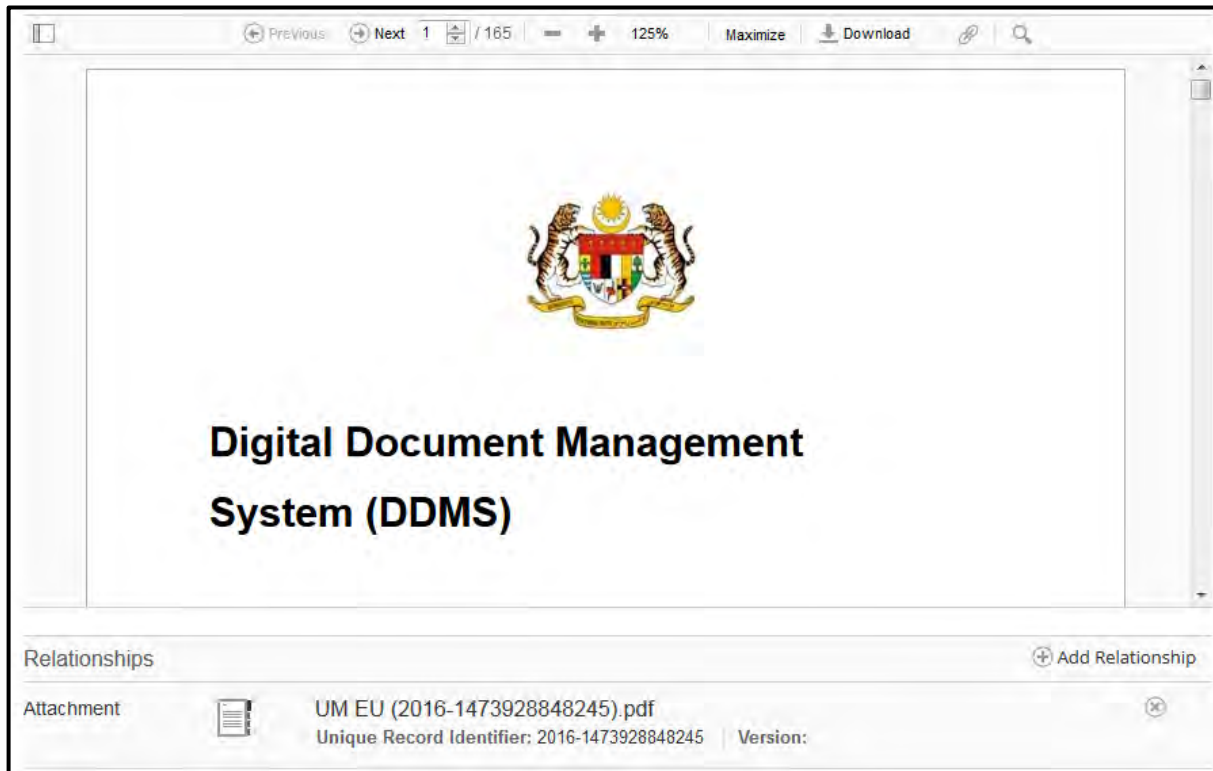 Previous Next 1 / 165 125% Maximize Download
Digital Document Management
System (DDMS)
Relationships Add Relationship
Attachment UM EU (2016-1473928848245).pdf
Unique Record Identifier: 2016-1473928848245 Version: